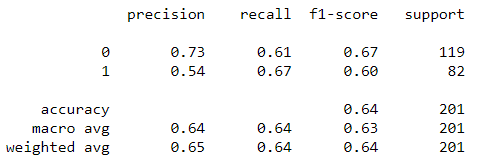 precision recall f1-score support
0 0.73 0.61 0.67 119
1 0.54 0.67 0.60 82
accuracy 0.64 201
macro avg 0.64 0.64 0.63 201
weighted avg 0.65 0.64 0.64 201